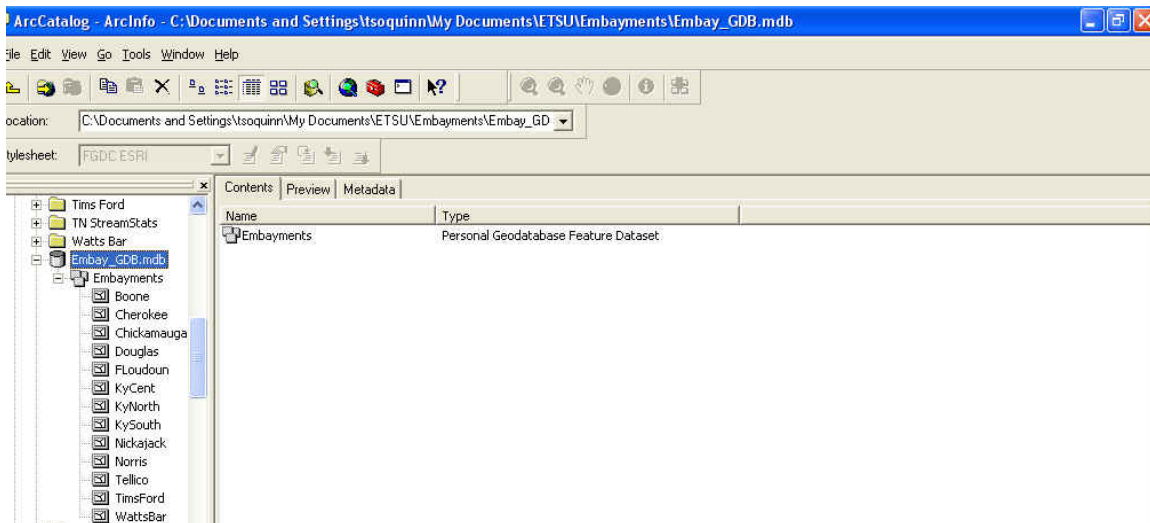 ArcCatalog - ArcInfo - C:\Documents and Settings\tsoquinn\My Documents\ETSU\Embayments\Embay_GDB.mdb
File Edit View Go Tools Window Help
ocation: C:\Documents and Settings\tsoquinn\My Documents\ETSU\Embayments\Embay_GD
tylesheet: FGDC ESRI
Contents Preview Metadata
Name Type
Embayments Personal Geodatabase Feature Dataset
Tims Ford
TN StreamStats
Watts Bar
Embay_GDB.mdb
Embayments
Boone
Cherokee
Chickamauga
Douglas
FLoudoun
KyCent
KyNorth
KySouth
Nickajack
Norris
Tellico
TimsFord
WattsBar